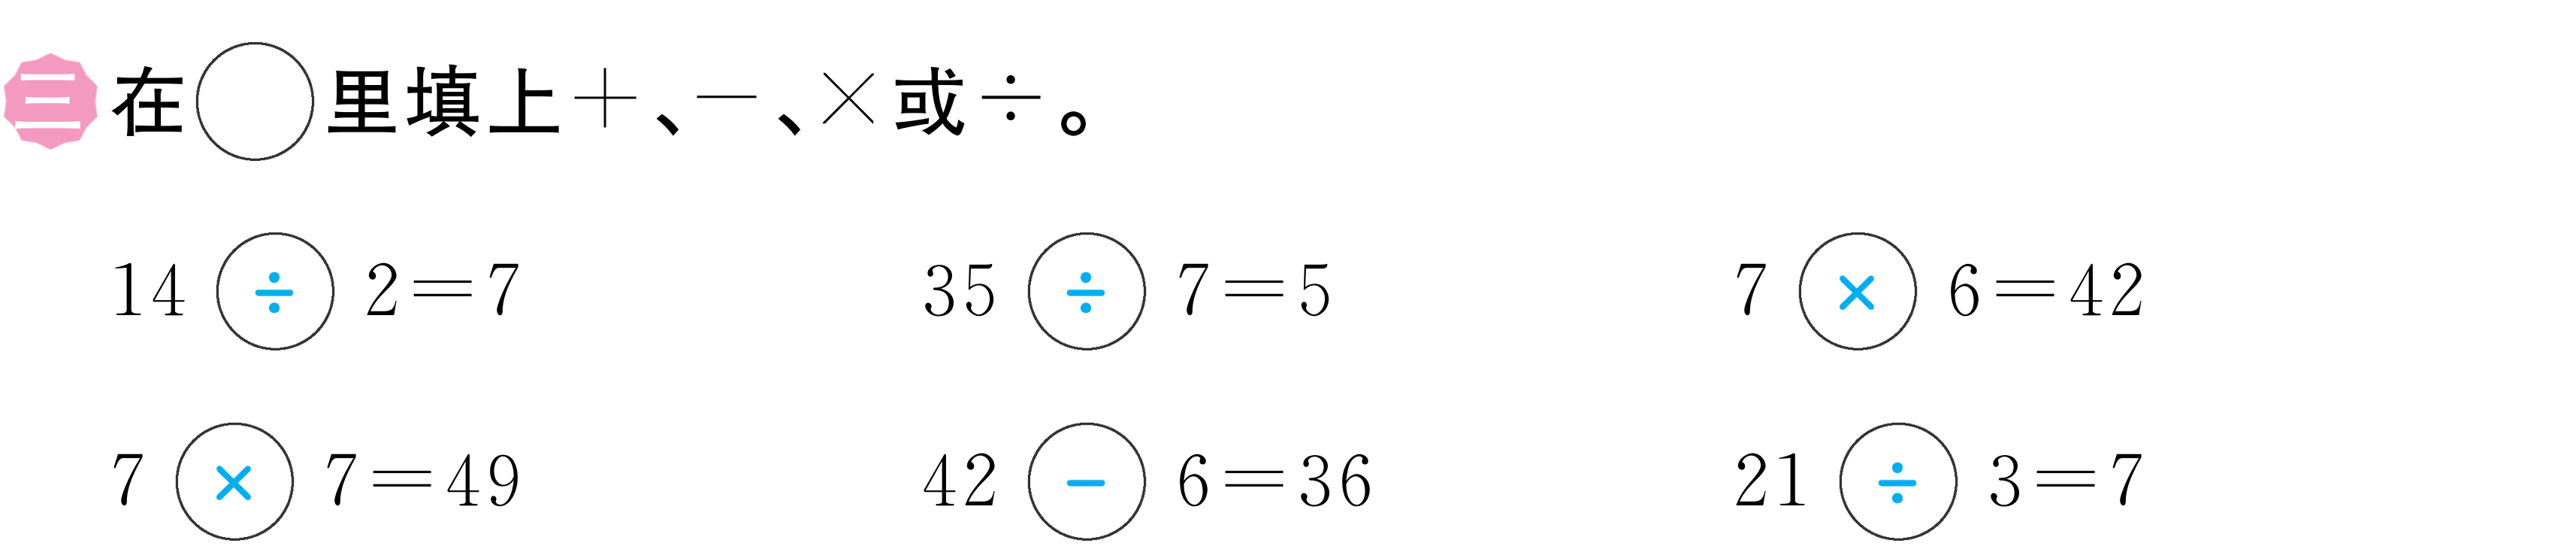 三 在○里填上+、-、×或÷。
14 ÷ 2=7 35 ÷ 7=5 7 × 6=42
7 × 7=49 42 - 6=36 21 ÷ 3=7